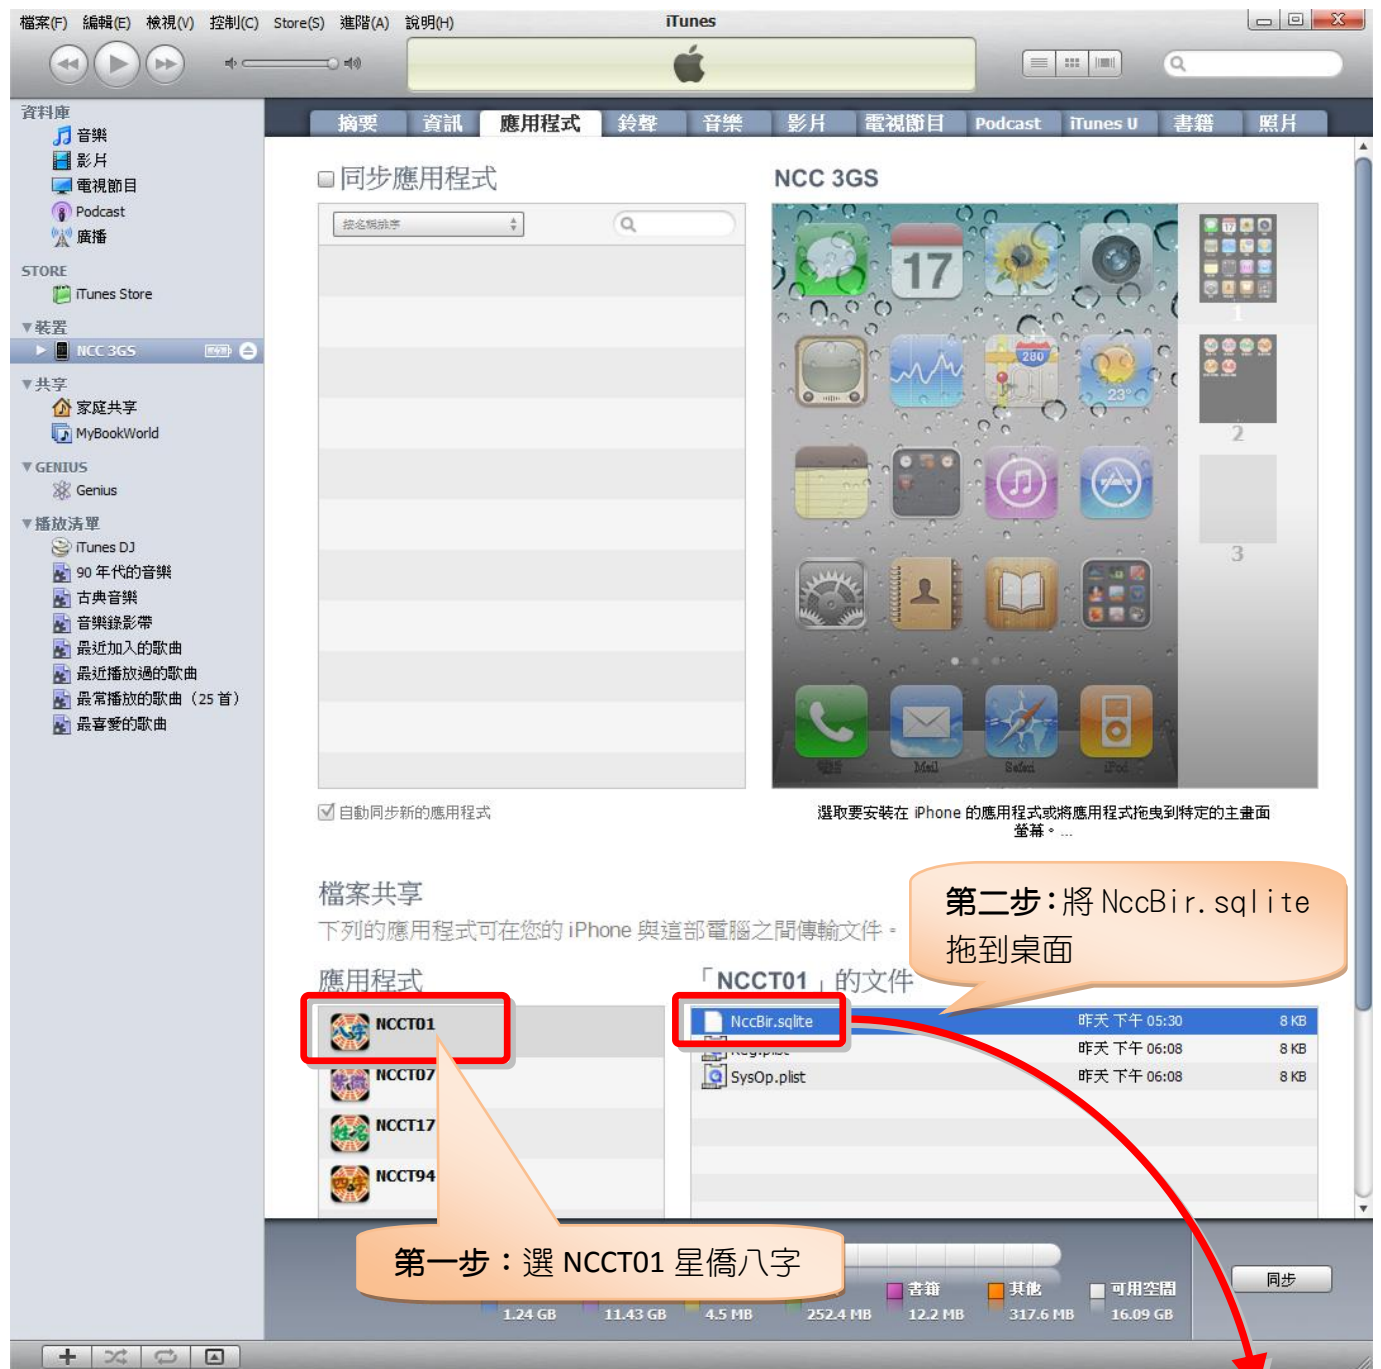 檔案(F) 編輯(E) 檢視(V) 控制(C) Store(S) 進階(A) 說明(H) iTunes
資料庫
音樂
影片
電視節目
Podcast
廣播
STORE
iTunes Store
裝置
NCC 3GS
共享
家庭共享
MyBookWorld
GENIUS
Genius
播放清單
iTunes DJ
90 年代的音樂
古典音樂
音樂錄影帶
最近加入的歌曲
最近播放過的歌曲
最常播放的歌曲（25 首）
最喜愛的歌曲
摘要 資訊 應用程式 鈴聲 音樂 影片 電視節目 Podcast iTunes U 書籍 照片
同步應用程式
按名稱排序
自動同步新的應用程式
NCC 3GS
17
280
23°
Mail Safari iPod
1
2
3
選取要安裝在 iPhone 的應用程式或將應用程式拖曳到特定的主畫面
螢幕。...
檔案共享
下列的應用程式可在您的 iPhone 與這部電腦之間傳輸文件。
第二步：將 NccBir.sqlite
拖到桌面
應用程式
NCCT01
NCCT07
NCCT17
NCCT94
「NCCT01」的文件
NccBir.sqlite 昨天 下午 05:30 8 KB
昨天 下午 06:08 8 KB
SysOp.plist 昨天 下午 06:08 8 KB
第一步：選 NCCT01 星僑八字
書籍 其他 可用空間
1.24 GB 11.43 GB 4.5 MB 252.4 MB 12.2 MB 317.6 MB 16.09 GB
同步